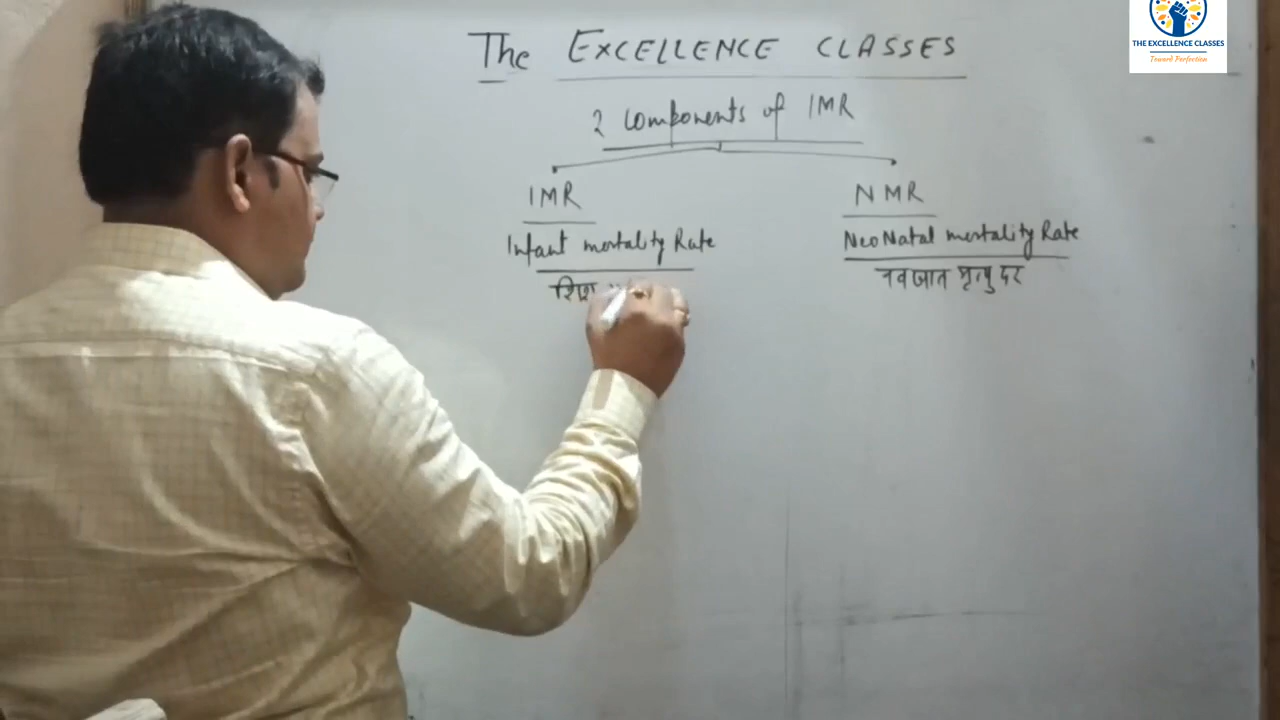 The EXCELLENCE CLASSES
2 components of IMR
IMR
NMR
Infant mortality Rate
NeoNatal mortality Rate
शिशु
नवजात मृत्यु दर
THE EXCELLENCE CLASSES
Toward Perfection